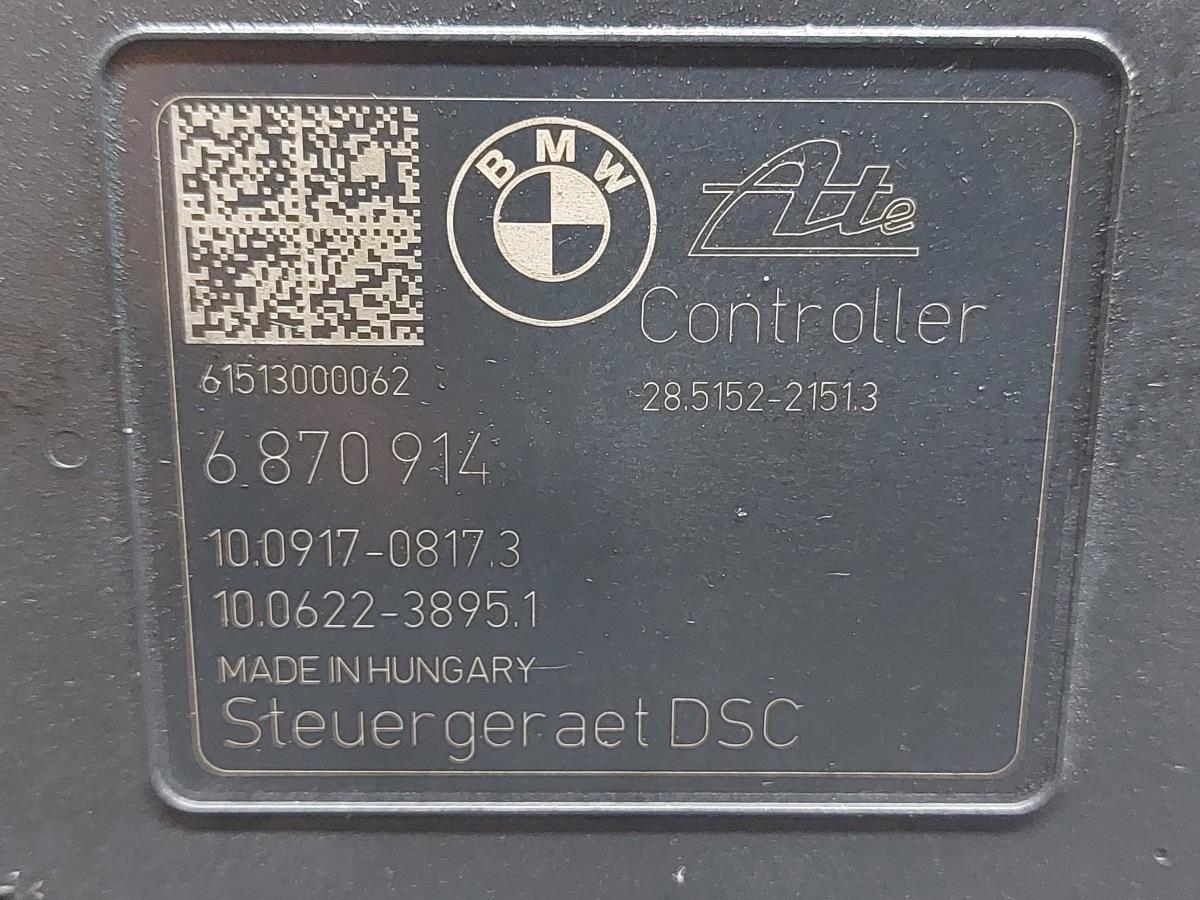 BMW
Ate
Controller
61513000062
28.5152-2151.3
6 870 914
10.0917-0817.3
10.0622-3895.1
MADE IN HUNGARY
Steuergeraet DSC